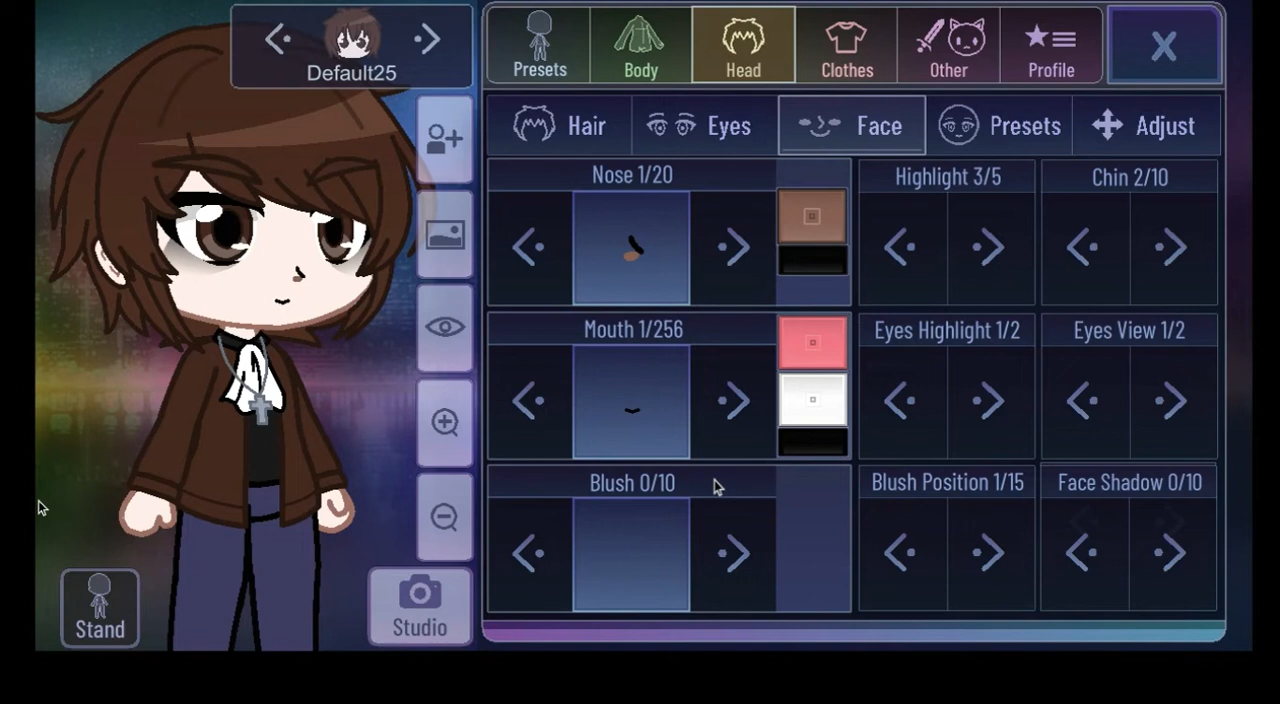 Default25
Presets
Body
Head
Clothes
Other
Profile
X
Hair
Eyes
Face
Presets
Adjust
Nose 1/20
Highlight 3/5
Chin 2/10
Mouth 1/256
Eyes Highlight 1/2
Eyes View 1/2
Blush 0/10
Blush Position 1/15
Face Shadow 0/10
Stand
Studio